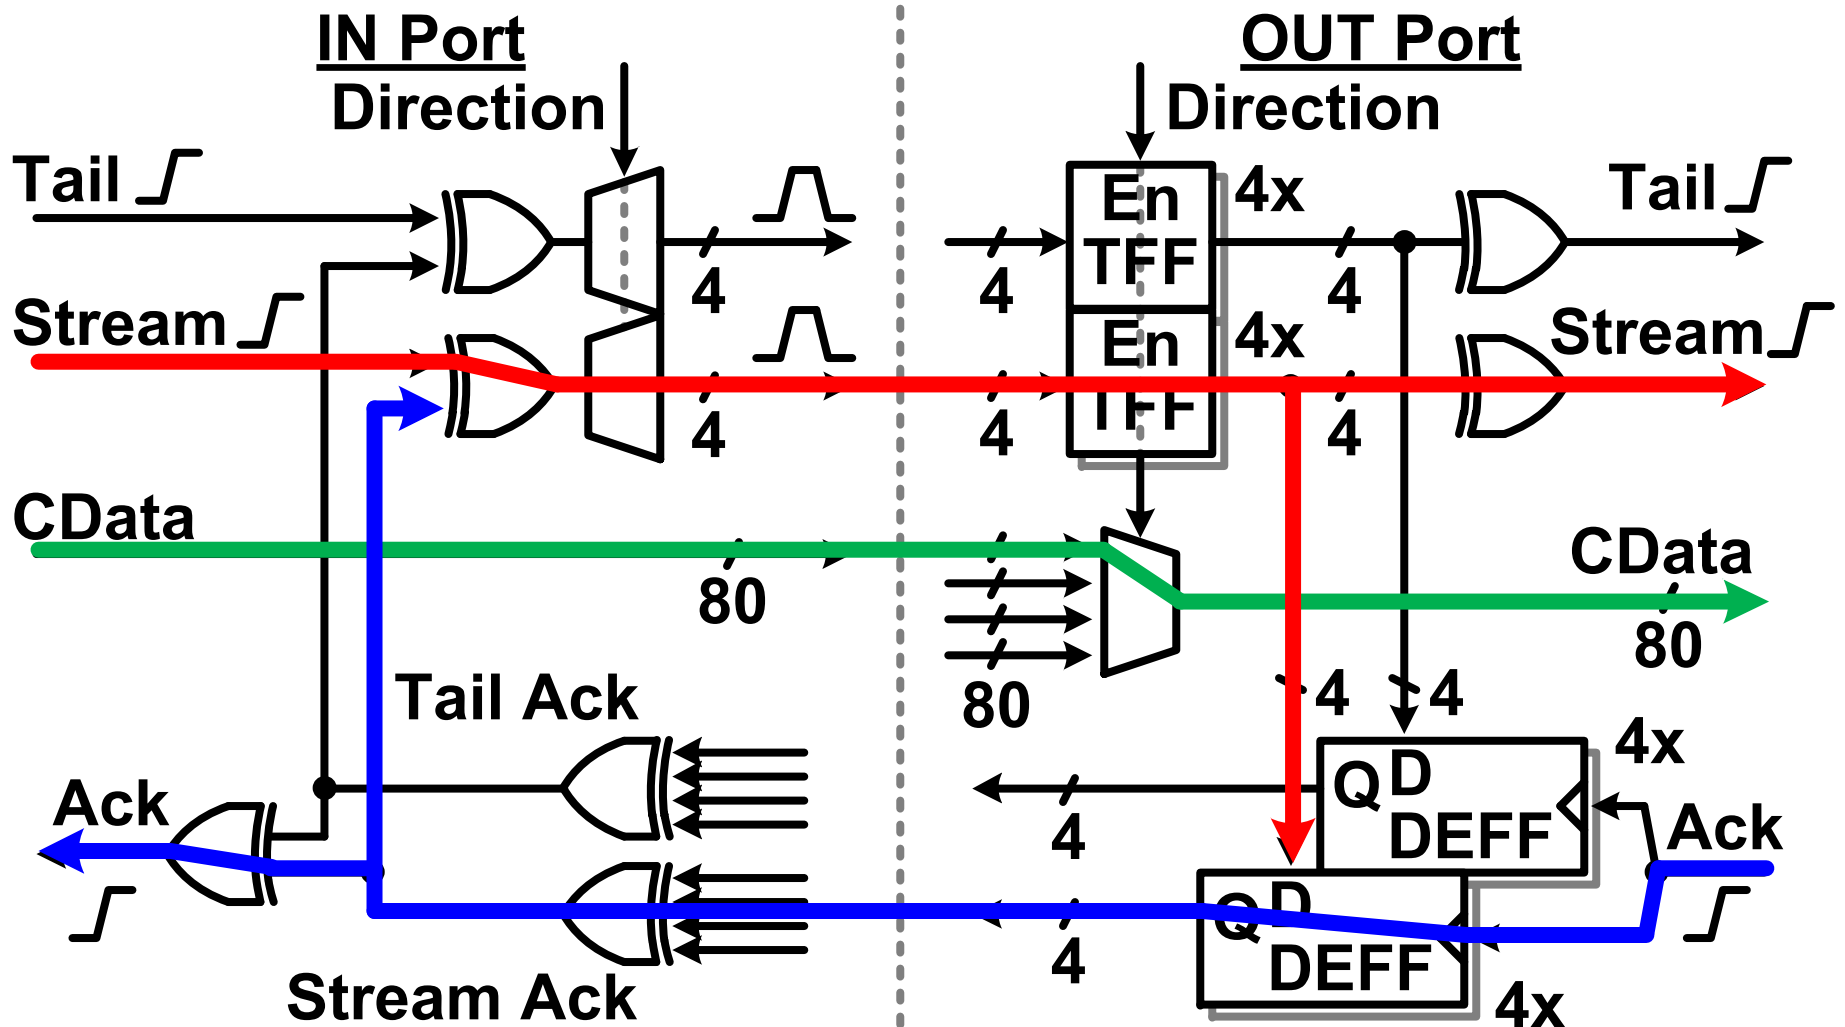 IN Port
OUT Port
Direction
Direction
Tail
En
TFF
4x
Tail
4
4
4
Stream
En
TFF
4x
Stream
4
4
4
CData
80
CData
80
80
Tail Ack
4
4
4x
Ack
Q D
DEFF
4
Ack
Q D
DEFF
4
Stream Ack
4x